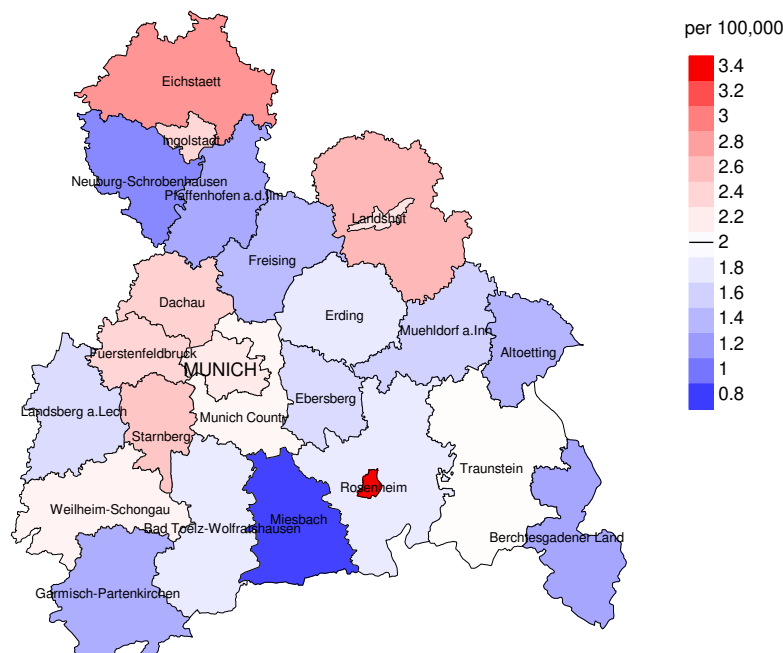 per 100,000
3.4
3.2
3
2.8
2.6
2.4
2.2
2
1.8
1.6
1.4
1.2
1
0.8
Eichstaett
Ingolstadt
Neuburg-Schrobenhausen
Pfaffenhofen a.d.Ilm
Landshut
Freising
Dachau
Erding
Muehldorf a.Inn
Fuerstenfeldbruck
Altoetting
MUNICH
Ebersberg
Landsberg a.Lech
Munich County
Starnberg
Traunstein
Rosenheim
Weilheim-Schongau
Miesbach
Bad Toelz-Wolfratshausen
Berchtesgadener Land
Garmisch-Partenkirchen